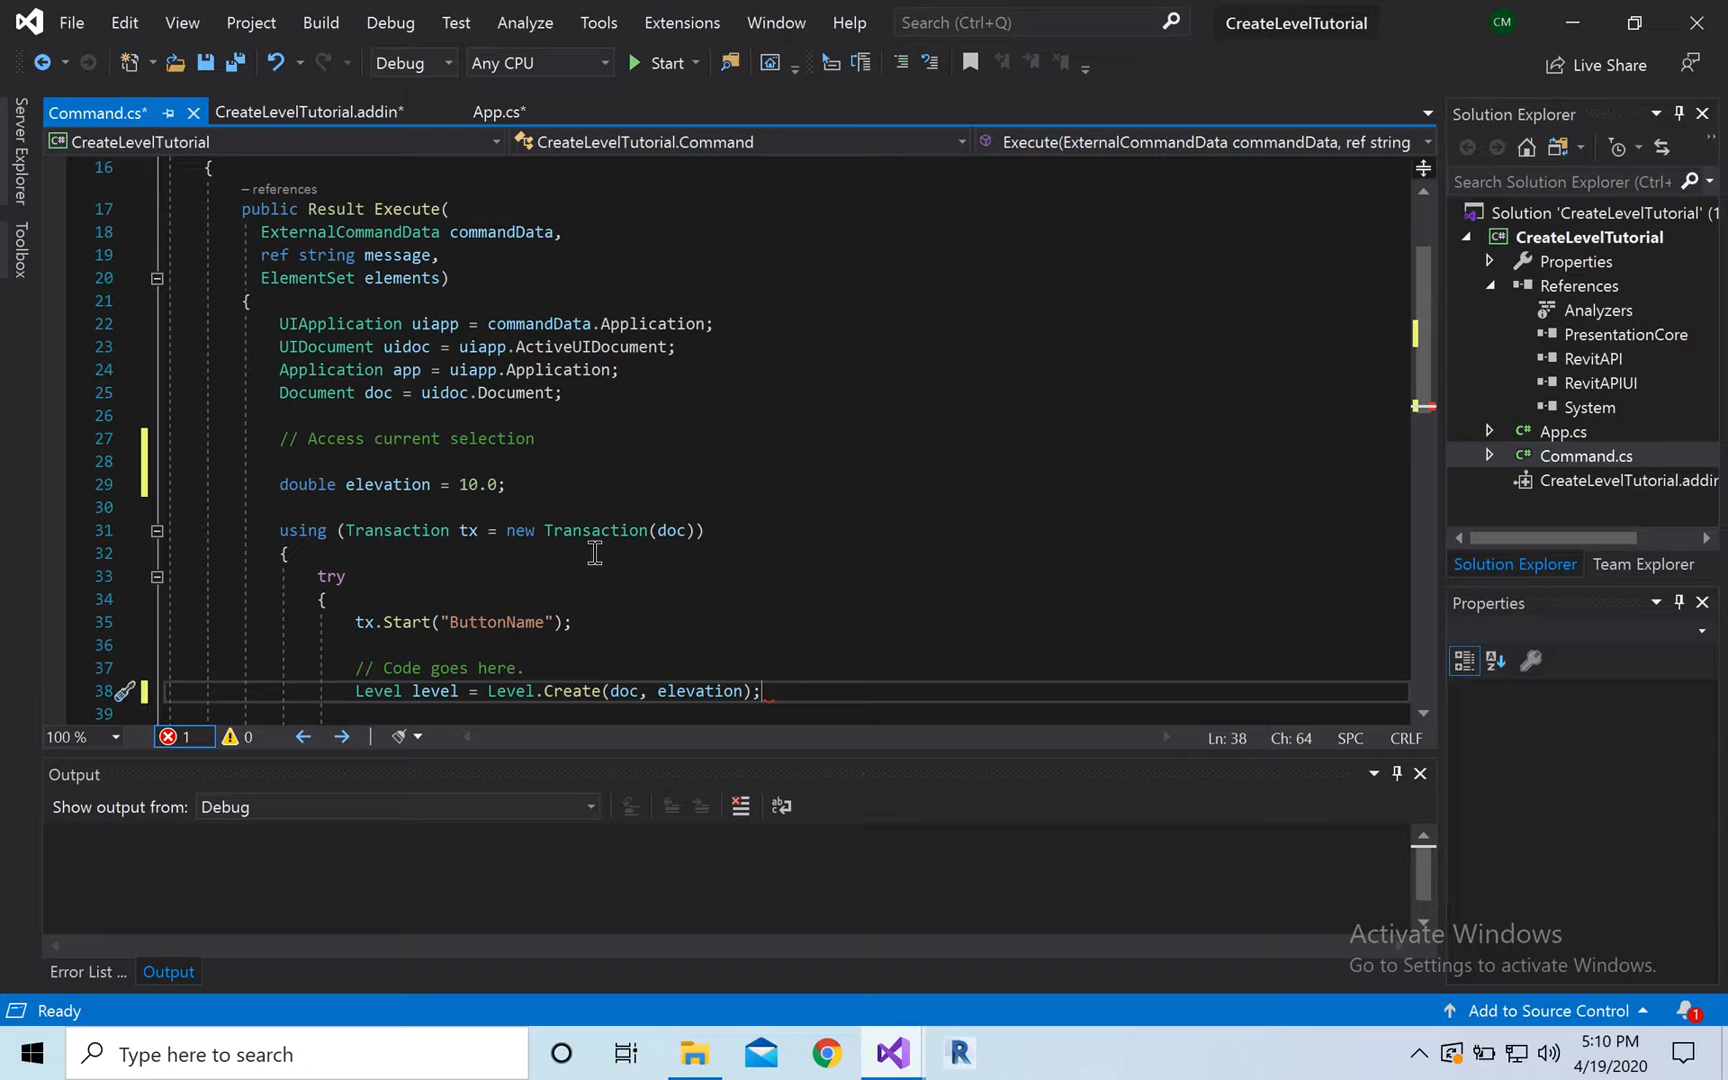 File Edit View Project Build Debug Test Analyze Tools Extensions Window Help Search (Ctrl+Q) CreateLevelTutorial CM
Debug Any CPU Start Live Share
Server Explorer
Toolbox
Command.cs* CreateLevelTutorial.addin* App.cs*
CreateLevelTutorial CreateLevelTutorial.Command Execute(ExternalCommandData commandData, ref string
16 {
– references
17 public Result Execute(
18 ExternalCommandData commandData,
19 ref string message,
20 ElementSet elements)
21 {
22 UIApplication uiapp = commandData.Application;
23 UIDocument uidoc = uiapp.ActiveUIDocument;
24 Application app = uiapp.Application;
25 Document doc = uidoc.Document;
26
27 // Access current selection
28
29 double elevation = 10.0;
30
31 using (Transaction tx = new Transaction(doc))
32 {
33 try
34 {
35 tx.Start("ButtonName");
36
37 // Code goes here.
38 Level level = Level.Create(doc, elevation);
39
100 % 1 0 Ln: 38 Ch: 64 SPC CRLF
Output
Show output from: Debug
Error List ... Output
Solution Explorer
Search Solution Explorer (Ctrl+
Solution 'CreateLevelTutorial' (1
CreateLevelTutorial
Properties
References
Analyzers
PresentationCore
RevitAPI
RevitAPIUI
System
App.cs
Command.cs
CreateLevelTutorial.addin
Solution Explorer Team Explorer
Properties
Activate Windows
Go to Settings to activate Windows.
Ready Add to Source Control 1
Type here to search R 5:10 PM
4/19/2020